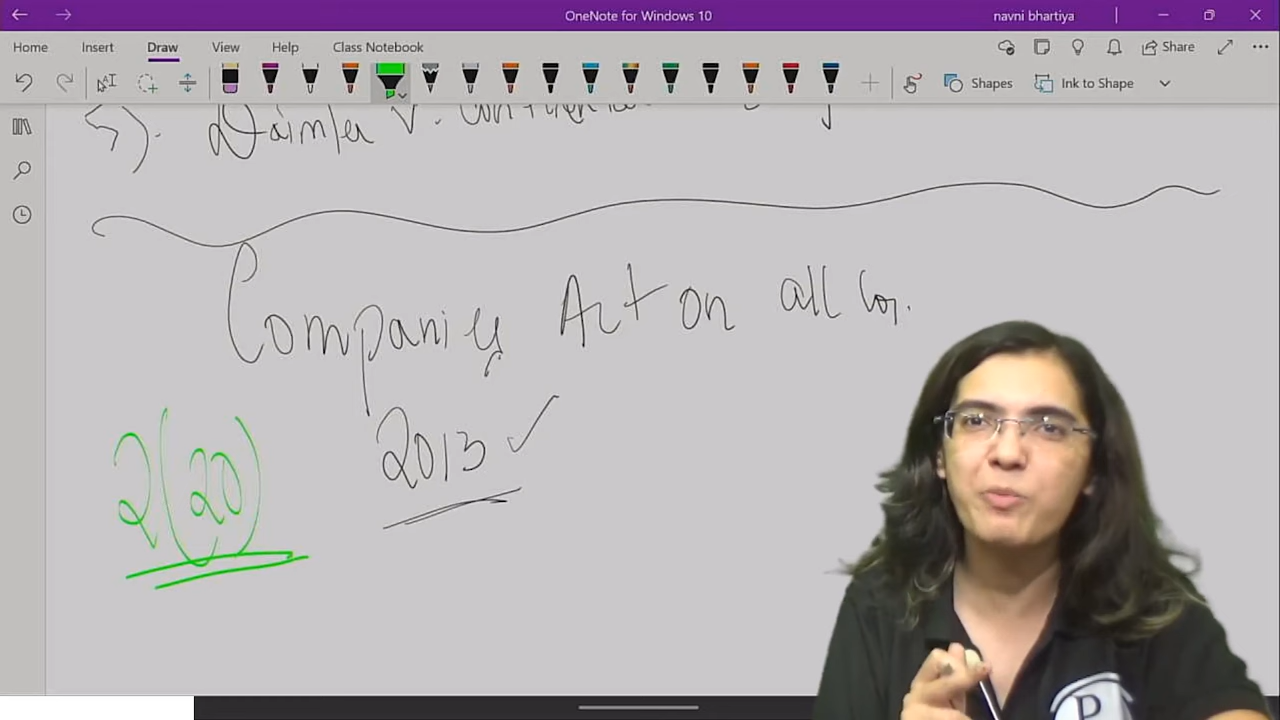 OneNote for Windows 10
navni bhartiya
Home Insert Draw View Help Class Notebook
Share
Shapes
Ink to Shape
5). Daimler V.
Companies Act on all Cos.
2(20)
2013
P